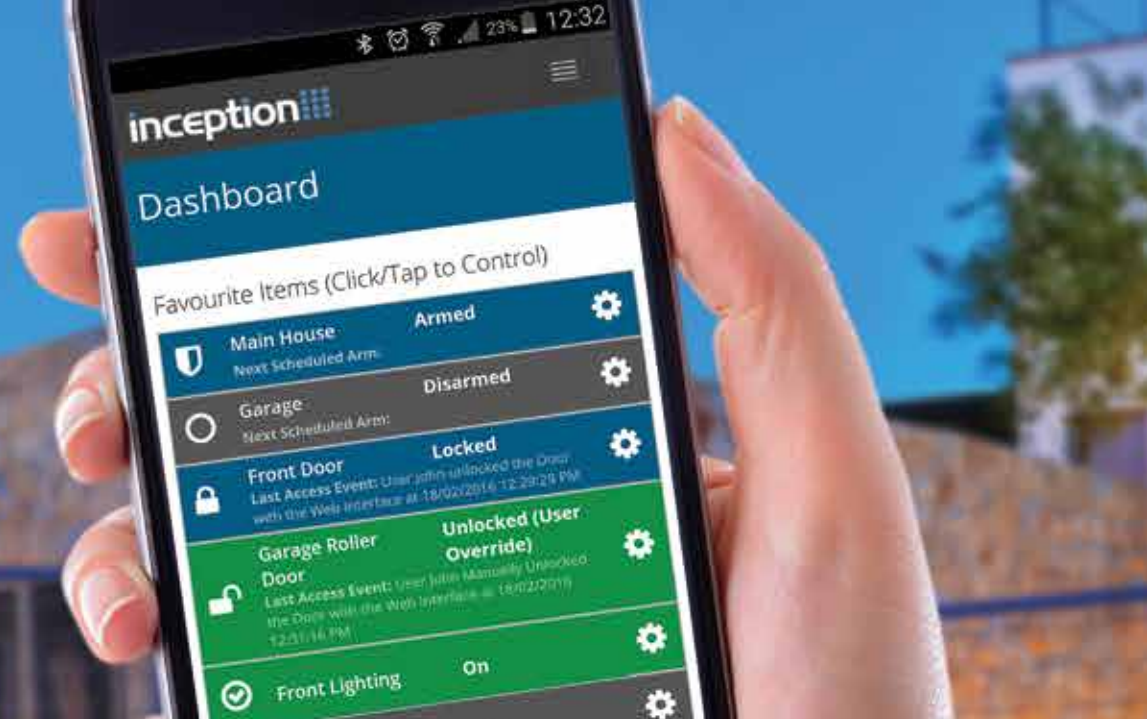 23% 12:32
inception
Dashboard
Favourite Items (Click/Tap to Control)
Main House Armed
Next Scheduled Arm:
Garage Disarmed
Next Scheduled Arm:
Front Door Locked
Last Access Event: User John unlocked the Door
with the Web Interface at 18/02/2016 12:29:29 PM
Garage Roller Unlocked (User
Door Override)
Last Access Event: User John Manually Unlocked
the Door with the Web Interface at 18/02/2016
12:31:16 PM
Front Lighting On